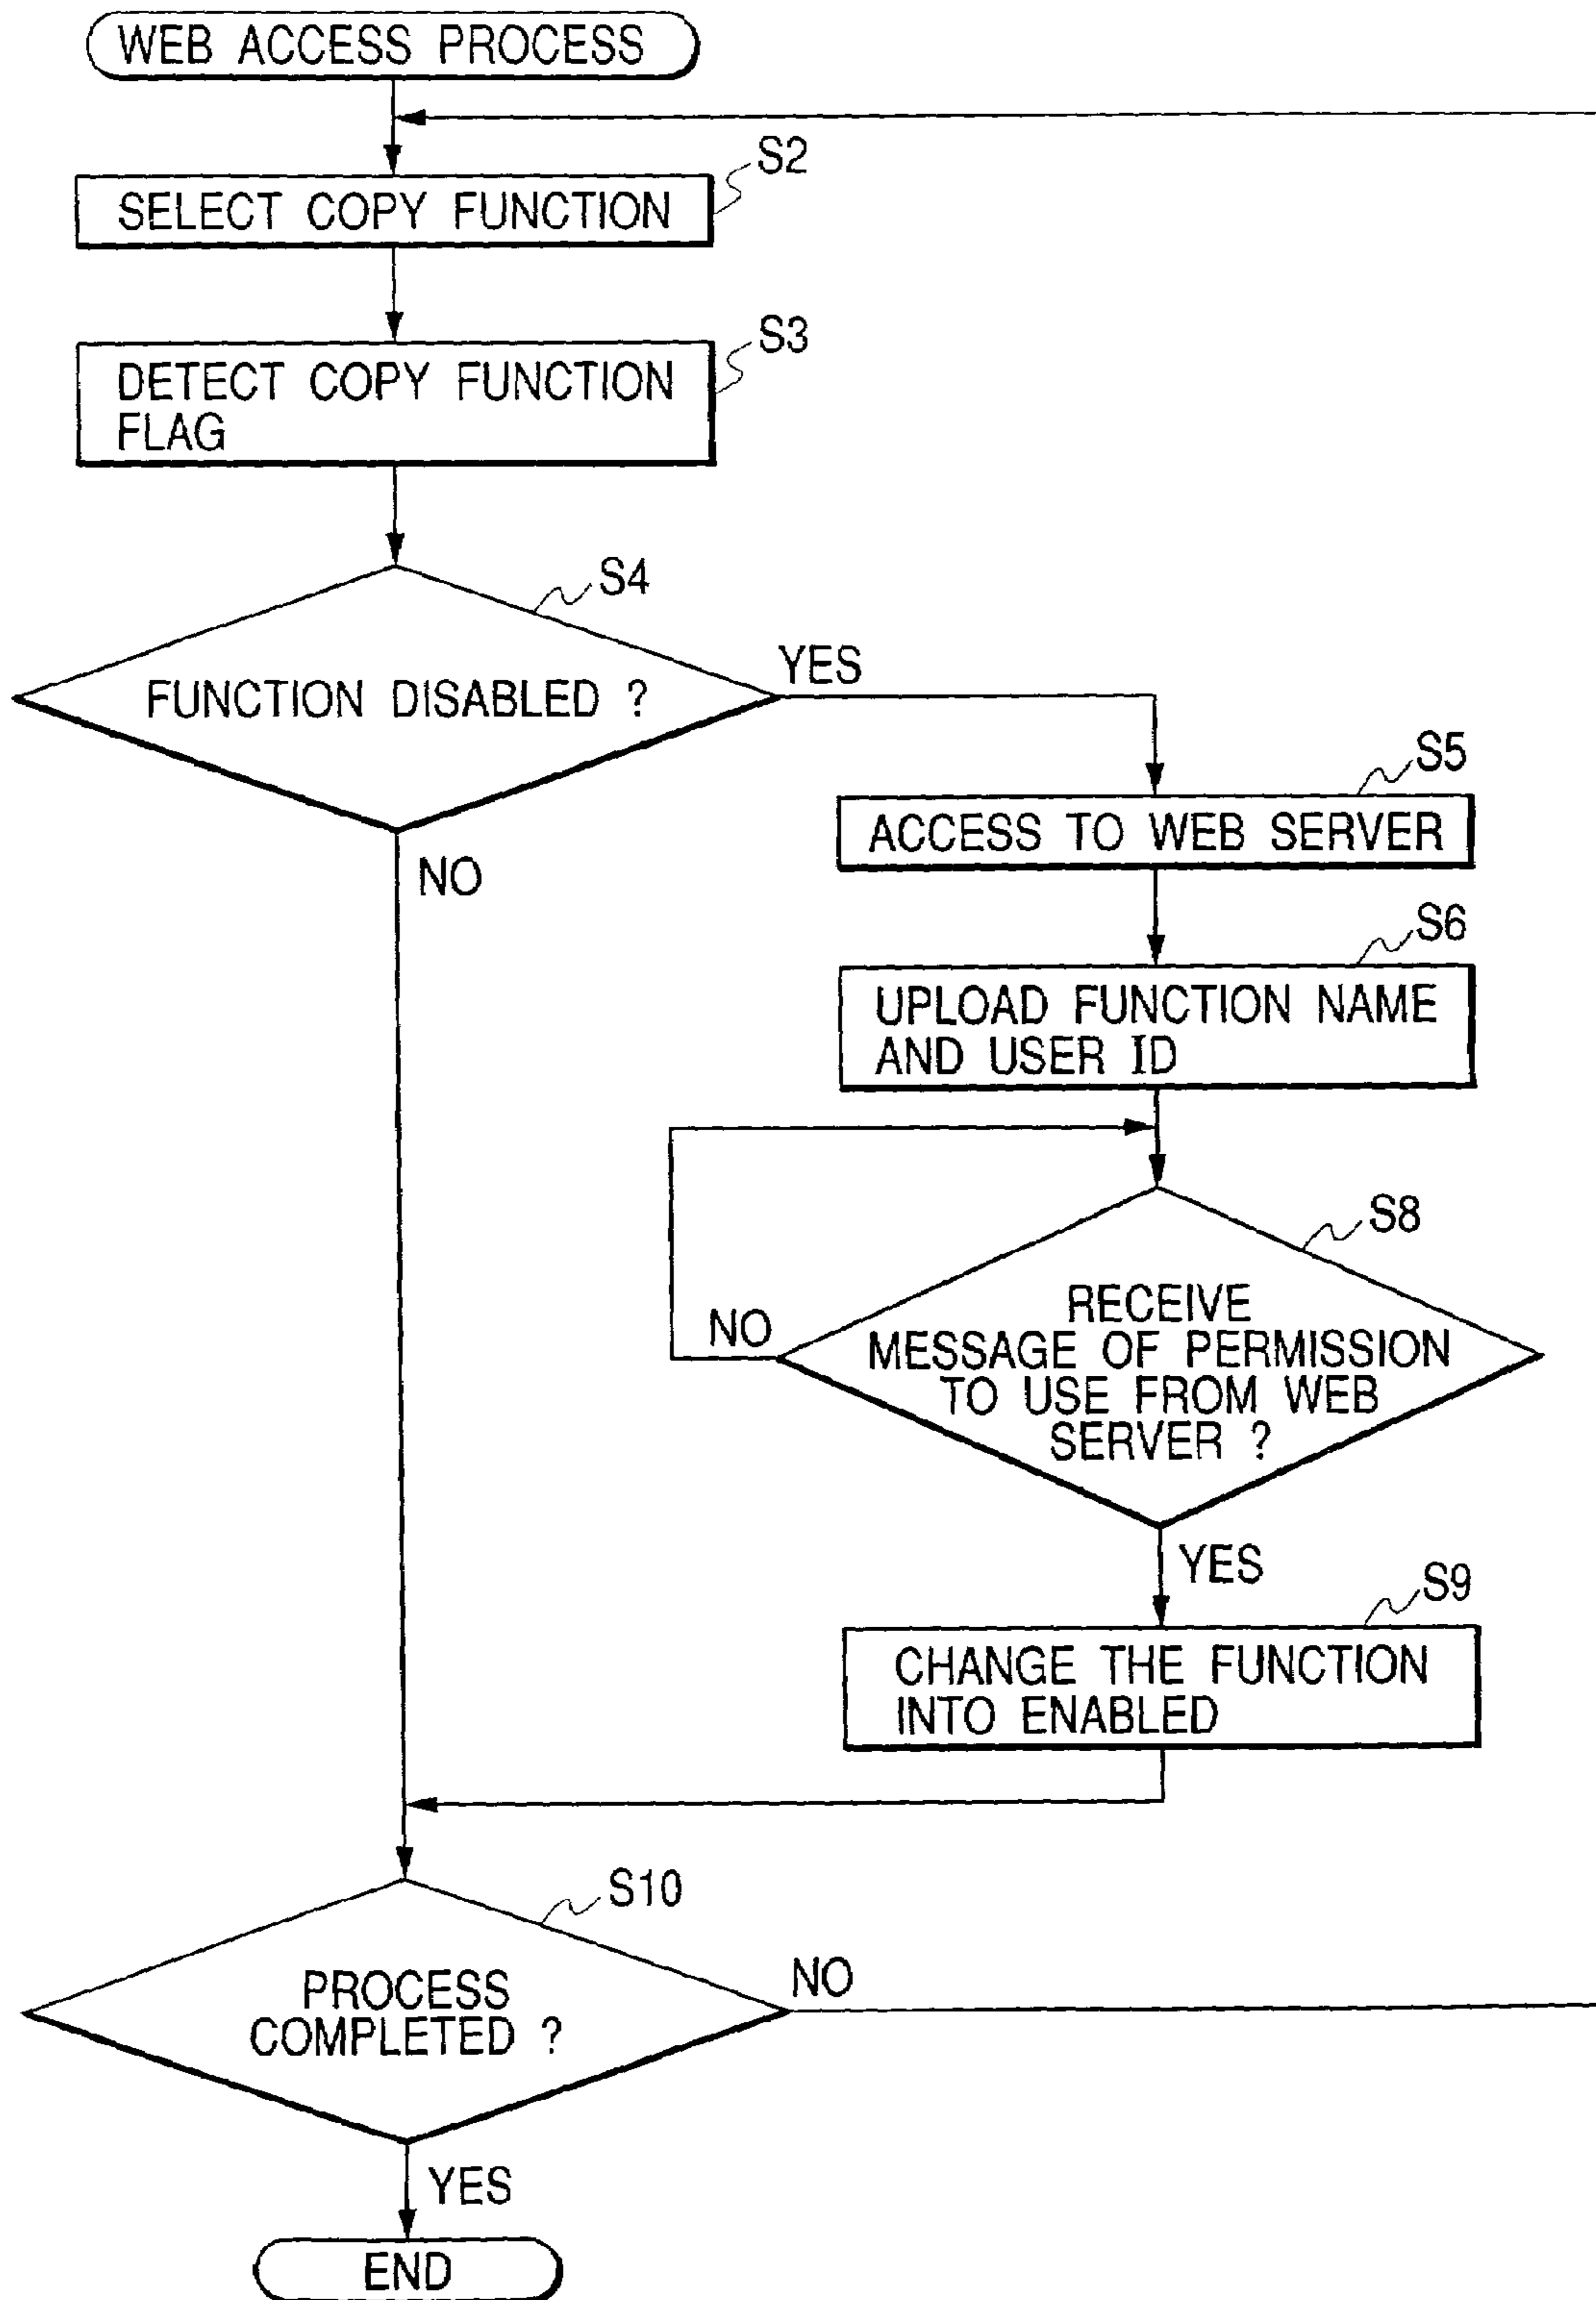 WEB ACCESS PROCESS
S2
SELECT COPY FUNCTION
S3
DETECT COPY FUNCTION
FLAG
S4
FUNCTION DISABLED ?
YES
NO
S5
ACCESS TO WEB SERVER
S6
UPLOAD FUNCTION NAME
AND USER ID
S8
RECEIVE
MESSAGE OF PERMISSION
TO USE FROM WEB
SERVER ?
NO
YES
S9
CHANGE THE FUNCTION
INTO ENABLED
S10
PROCESS
COMPLETED ?
NO
YES
END